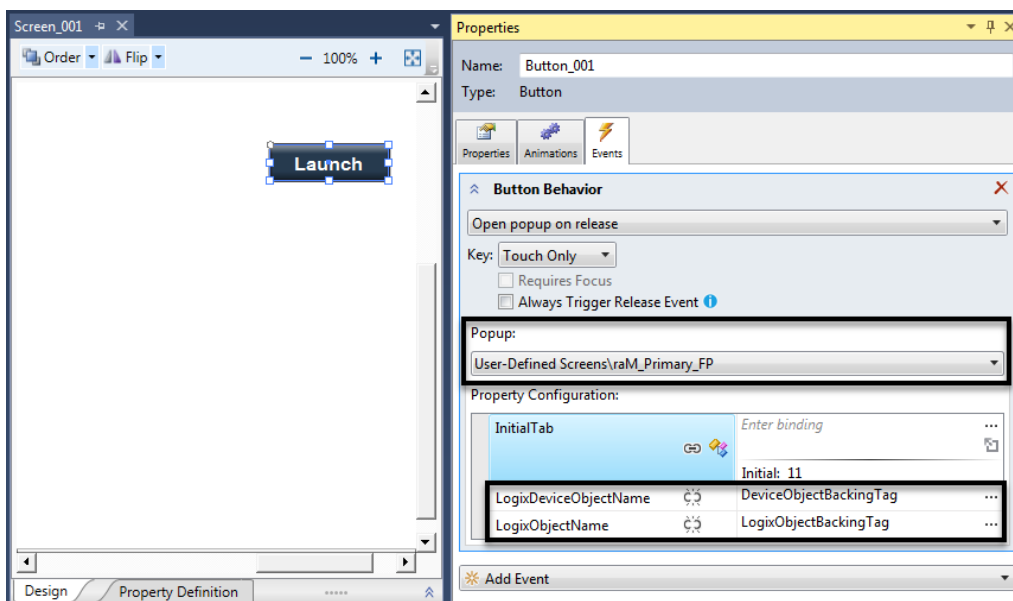 Screen_001
Order Flip 100%
Launch
Design Property Definition
Properties
Name: Button_001
Type: Button
Properties Animations Events
Button Behavior
Open popup on release
Key: Touch Only
Requires Focus
Always Trigger Release Event
Popup:
User-Defined Screens\raM_Primary_FP
Property Configuration:
InitialTab Enter binding ...
Initial: 11
LogixDeviceObjectName DeviceObjectBackingTag ...
LogixObjectName LogixObjectBackingTag ...
Add Event